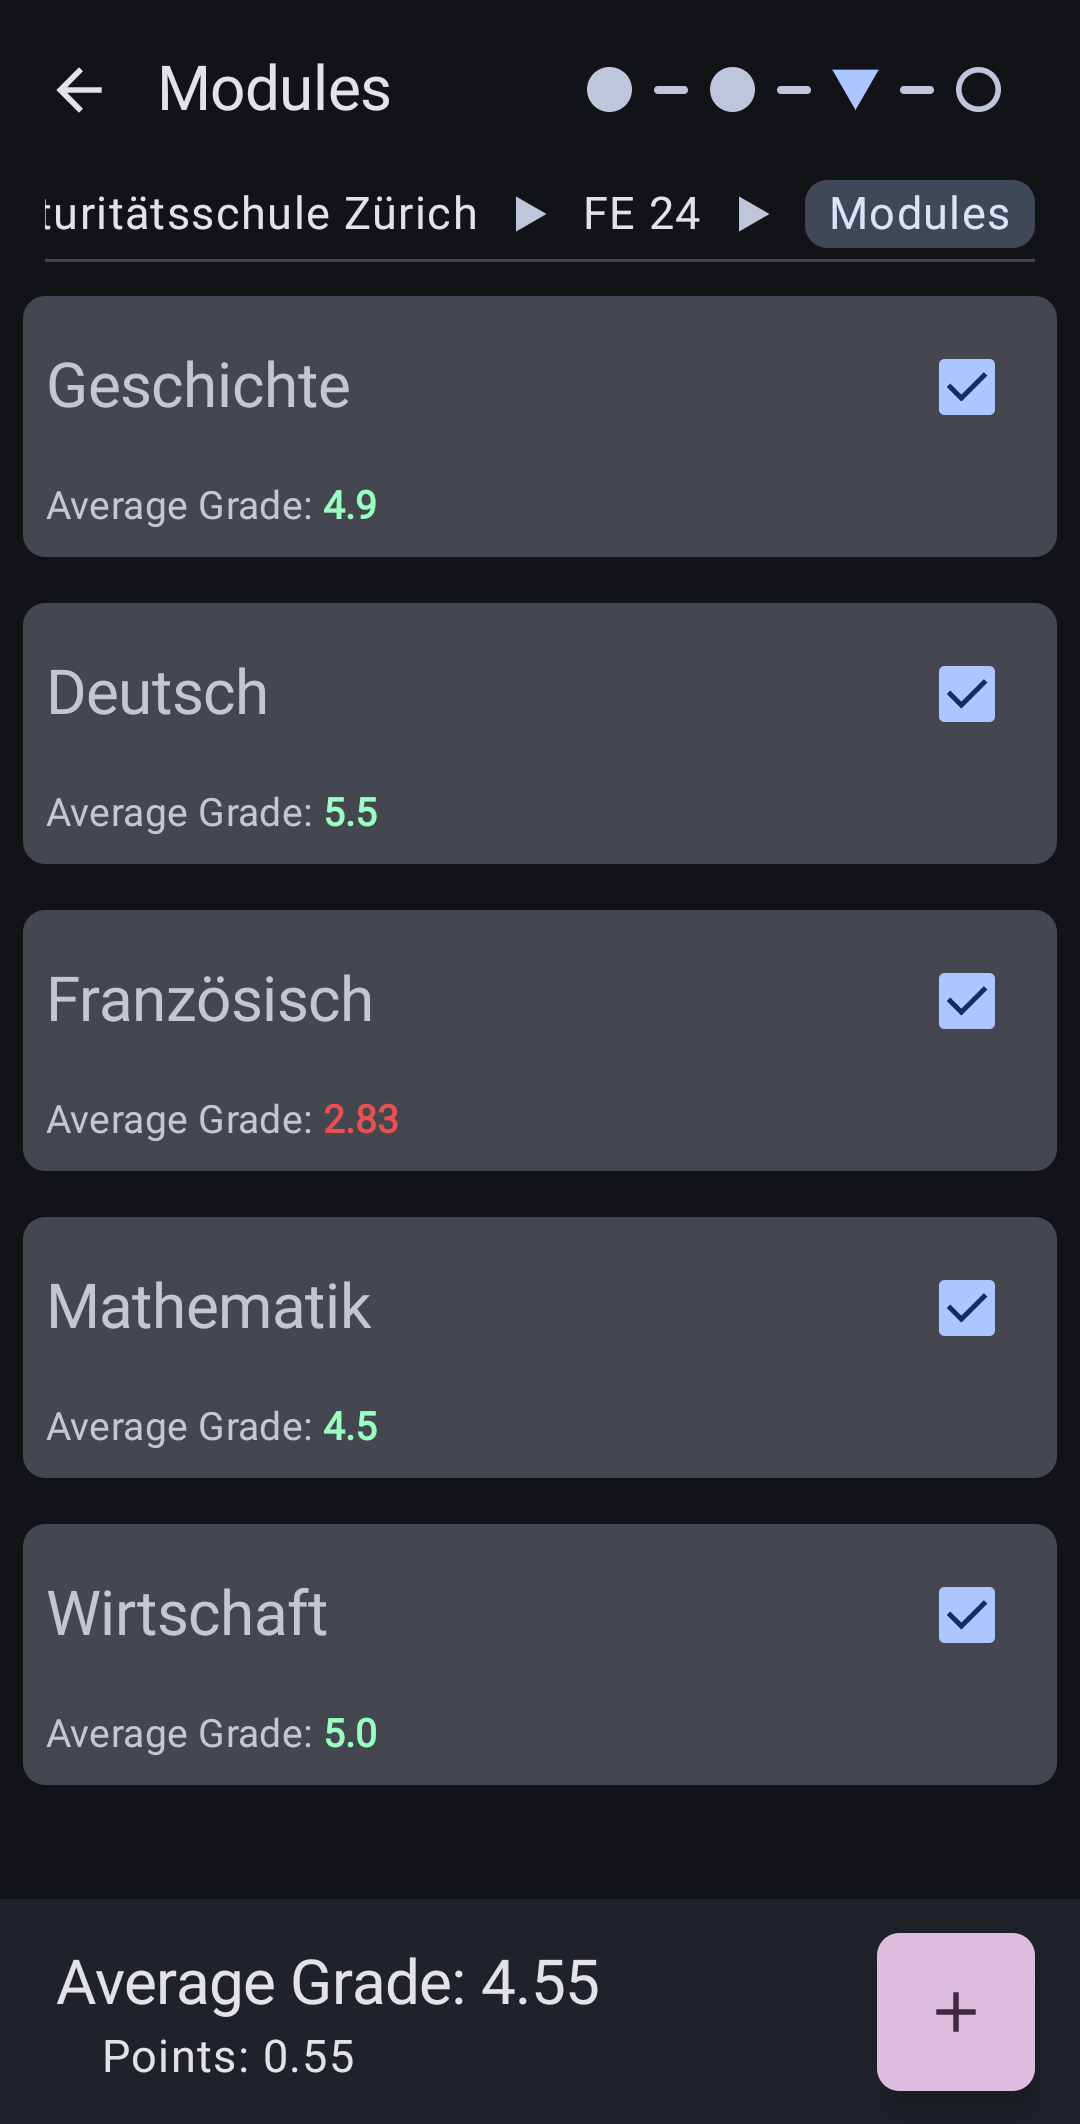 Modules
turitätsschule Zürich ▶ FE 24 ▶ Modules
Geschichte
Average Grade: 4.9
Deutsch
Average Grade: 5.5
Französisch
Average Grade: 2.83
Mathematik
Average Grade: 4.5
Wirtschaft
Average Grade: 5.0
Average Grade: 4.55
Points: 0.55